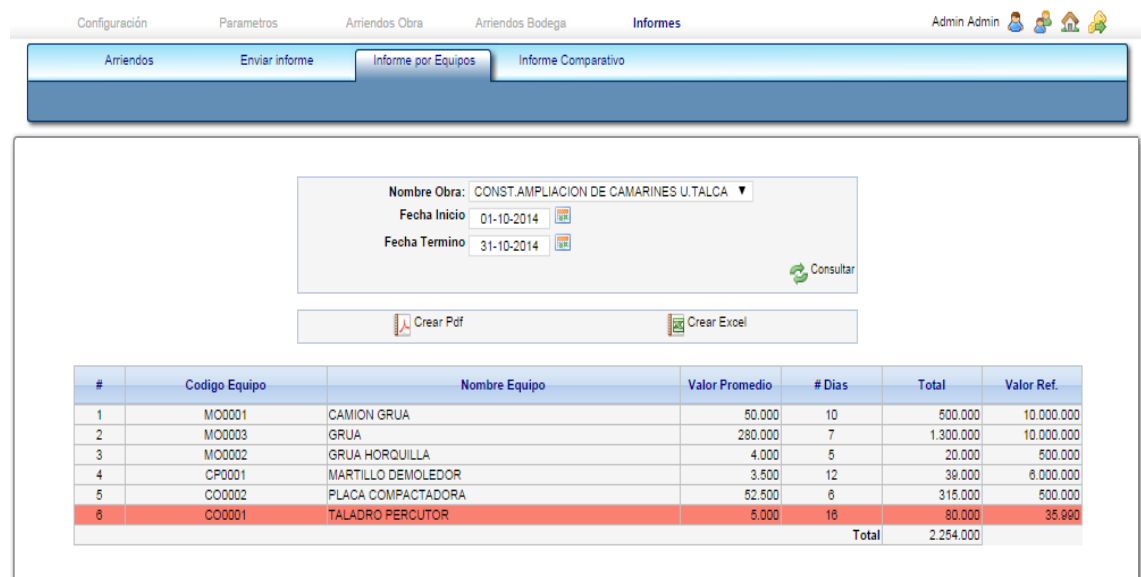 Configuración Parametros Arriendos Obra Arriendos Bodega Informes Admin Admin
Arriendos Enviar informe Informe por Equipos Informe Comparativo
Nombre Obra: CONST.AMPLIACION DE CAMARINES U.TALCA
Fecha Inicio 01-10-2014
Fecha Termino 31-10-2014
Consultar
Crear Pdf Crear Excel
# Codigo Equipo Nombre Equipo Valor Promedio # Dias Total Valor Ref.
1 MO0001 CAMION GRUA 50.000 10 500.000 10.000.000
2 MO0003 GRUA 280.000 7 1.300.000 10.000.000
3 MO0002 GRUA HORQUILLA 4.000 5 20.000 500.000
4 CP0001 MARTILLO DEMOLEDOR 3.500 12 39.000 6.000.000
5 CO0002 PLACA COMPACTADORA 52.500 6 315.000 500.000
6 CO0001 TALADRO PERCUTOR 5.000 16 80.000 35.990
Total 2.254.000